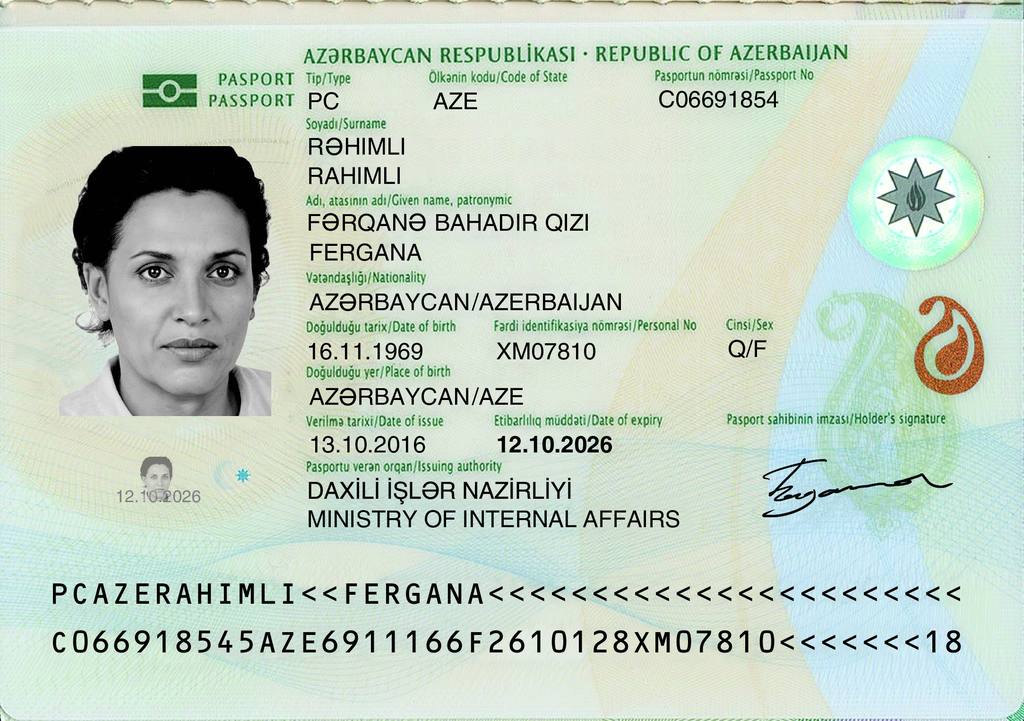 AZƏRBAYCAN RESPUBLİKASI · REPUBLIC OF AZERBAIJAN
PASPORT
PASSPORT
Tip/Type
Ölkənin kodu/Code of State
Pasportun nömrəsi/Passport No
PC
AZE
C06691854
Soyadı/Surname
RƏHIMLI
RAHIMLI
Adı, atasının adı/Given name, patronymic
FƏRQANƏ BAHADIR QIZI
FERGANA
Vətəndaşlığı/Nationality
AZƏRBAYCAN/AZERBAIJAN
Doğulduğu tarix/Date of birth
Fərdi identifikasiya nömrəsi/Personal No
Cinsi/Sex
16.11.1969
XM07810
Q/F
Doğulduğu yer/Place of birth
AZƏRBAYCAN/AZE
Verilmə tarixi/Date of issue
Etibarlılıq müddəti/Date of expiry
Pasport sahibinin imzası/Holder's signature
13.10.2016
12.10.2026
Pasportu verən orqan/Issuing authority
DAXİLİ İŞLƏR NAZİRLİYİ
MINISTRY OF INTERNAL AFFAIRS
12.10.2026
PCAZERAHIMLI<<FERGANA<<<<<<<<<<<<<<<<<<<<<<<
C066918545AZE6911166F2610128XM07810<<<<<<<18